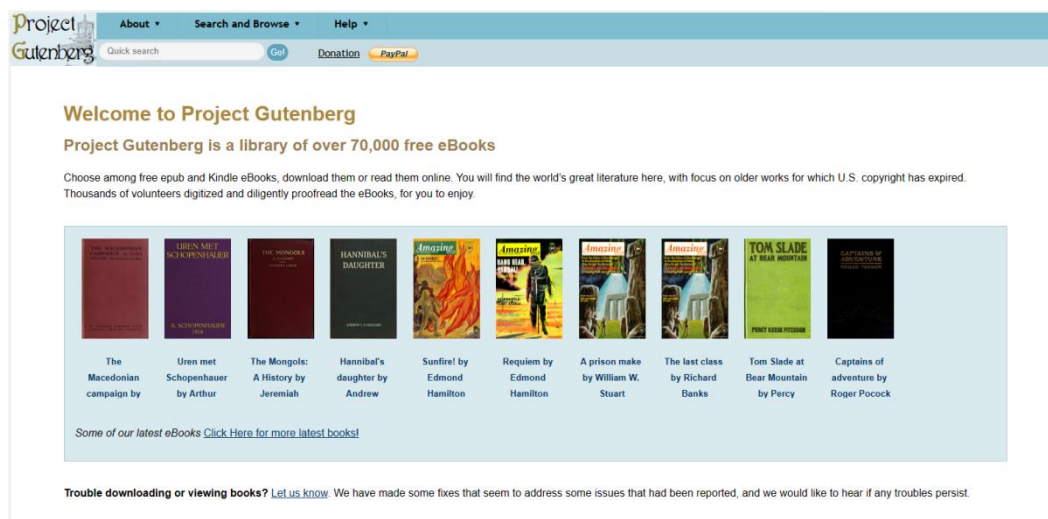 Project
Gutenberg
About ▾ Search and Browse ▾ Help ▾
Quick search Go! Donation PayPal
Welcome to Project Gutenberg
Project Gutenberg is a library of over 70,000 free eBooks
Choose among free epub and Kindle eBooks, download them or read them online. You will find the world's great literature here, with focus on older works for which U.S. copyright has expired.
Thousands of volunteers digitized and diligently proofread the eBooks, for you to enjoy.
UREN MET
SCHOPENHAUER
A. SCHOPENHAUER
THE MONGOLS
HANNIBAL'S
DAUGHTER
Amazing
Amazing
Amazing
Amazing
TOM SLADE
AT BEAR MOUNTAIN
PERCY KEESE FITZHUGH
CAPTAINS of
ADVENTURE
The
Macedonian
campaign by
Uren met
Schopenhauer
by Arthur
The Mongols:
A History by
Jeremiah
Hannibal's
daughter by
Andrew
Sunfire! by
Edmond
Hamilton
Requiem by
Edmond
Hamilton
A prison make
by William W.
Stuart
The last class
by Richard
Banks
Tom Slade at
Bear Mountain
by Percy
Captains of
adventure by
Roger Pocock
Some of our latest eBooks Click Here for more latest books!
Trouble downloading or viewing books? Let us know. We have made some fixes that seem to address some issues that had been reported, and we would like to hear if any troubles persist.